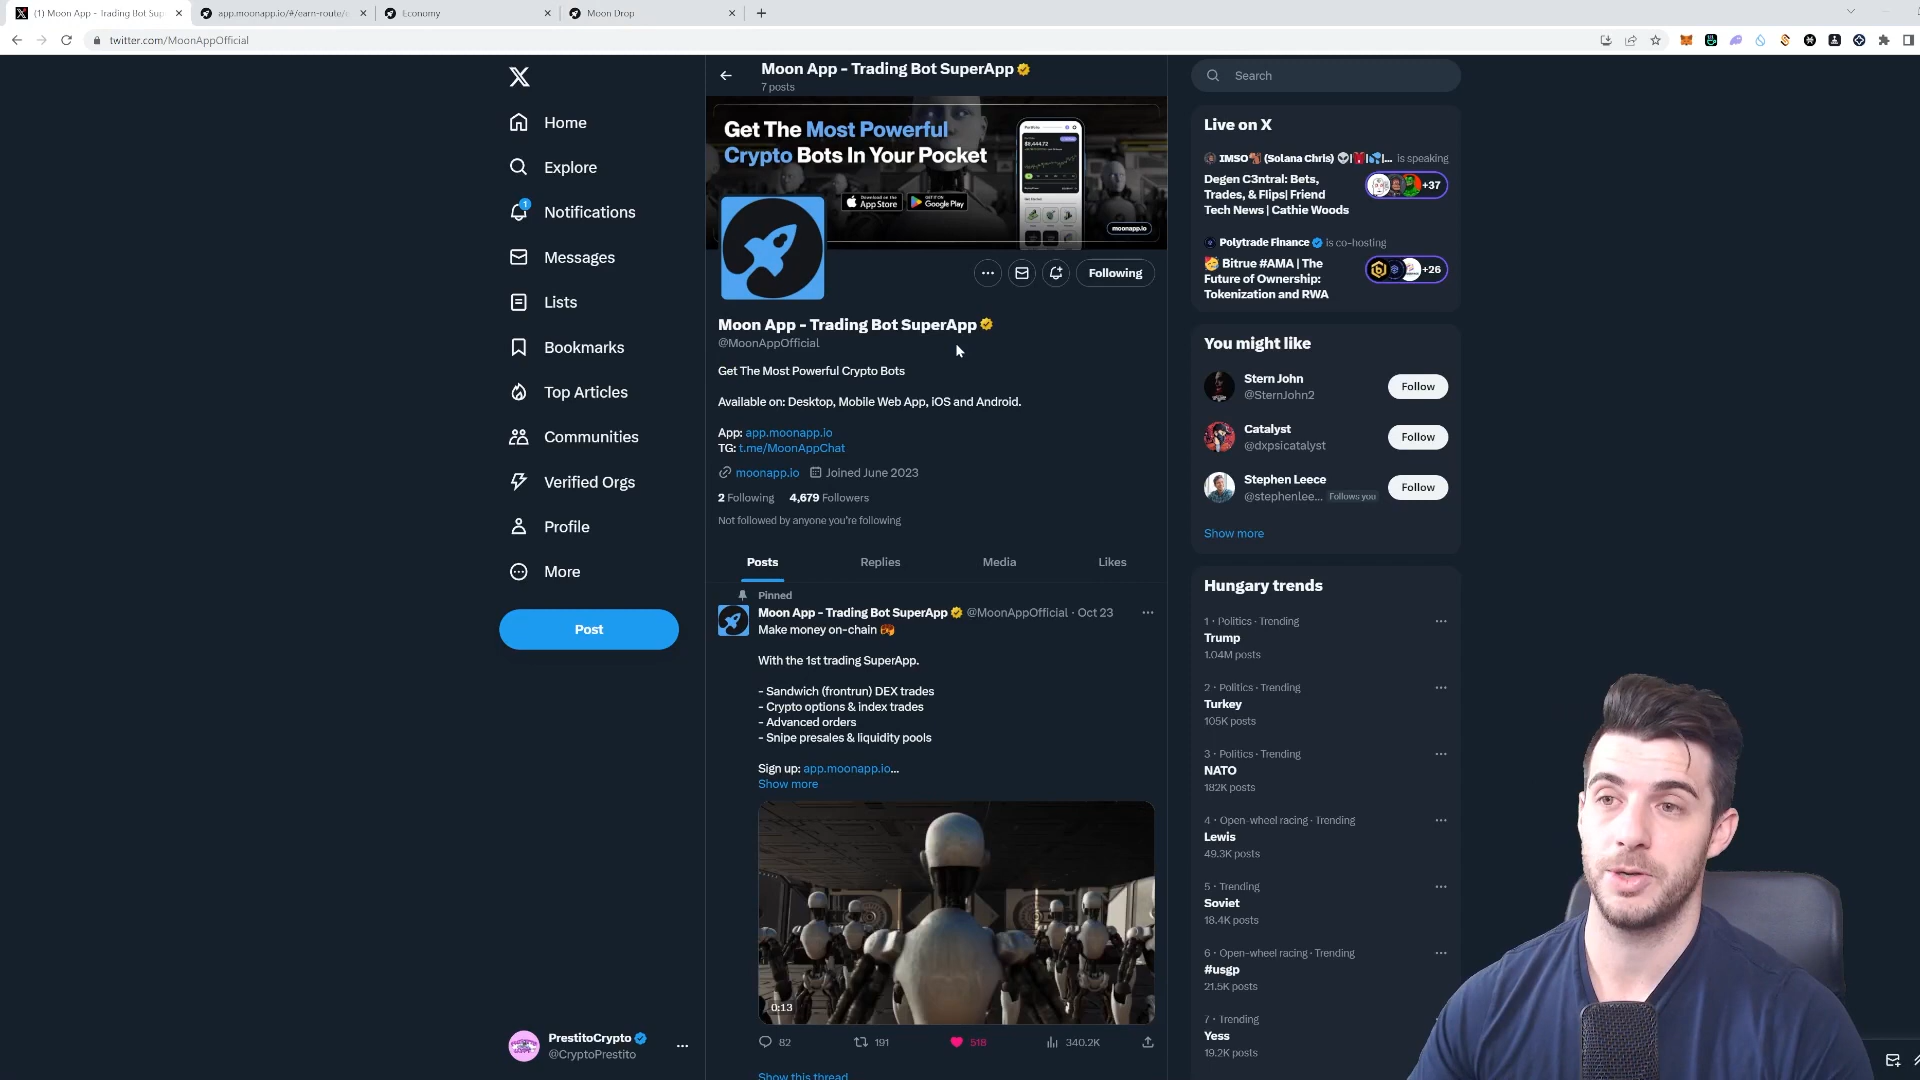 (1) Moon App - Trading Bot Sup
app.moonapp.io/#/earn-route/
Economy
Moon Drop
twitter.com/MoonAppOfficial
Home
Explore
1
Notifications
Messages
Lists
Bookmarks
Top Articles
Communities
Verified Orgs
Profile
More
Post
PrestitoCrypto
@CryptoPrestito
Moon App - Trading Bot SuperApp
7 posts
Get The Most Powerful
Crypto Bots In Your Pocket
Download on the
App Store
GET IT ON
Google Play
Portfolio
$8,444.72
moonapp.io
Following
Moon App - Trading Bot SuperApp
@MoonAppOfficial
Get The Most Powerful Crypto Bots
Available on: Desktop, Mobile Web App, iOS and Android.
App: app.moonapp.io
TG: t.me/MoonAppChat
moonapp.io Joined June 2023
2 Following 4,679 Followers
Not followed by anyone you're following
Posts Replies Media Likes
Pinned
Moon App - Trading Bot SuperApp @MoonAppOfficial · Oct 23
Make money on-chain
With the 1st trading SuperApp.
- Sandwich (frontrun) DEX trades
- Crypto options & index trades
- Advanced orders
- Snipe presales & liquidity pools
Sign up: app.moonapp.io...
Show more
0:13
82 191 518 340.2K
Show this thread
Search
Live on X
IMSO (Solana Chris) | | |... is speaking
Degen C3ntral: Bets,
Trades, & Flips| Friend
Tech News | Cathie Woods
+37
Polytrade Finance is co-hosting
Bitrue #AMA | The
Future of Ownership:
Tokenization and RWA
+26
You might like
Stern John
@SternJohn2
Follow
Catalyst
@dxpsicatalyst
Follow
Stephen Leece
@stephenlee... Follows you
Follow
Show more
Hungary trends
1 · Politics · Trending
Trump
1.04M posts
2 · Politics · Trending
Turkey
105K posts
3 · Politics · Trending
NATO
182K posts
4 · Open-wheel racing · Trending
Lewis
49.3K posts
5 · Trending
Soviet
18.4K posts
6 · Open-wheel racing · Trending
#usgp
21.5K posts
7 · Trending
Yess
19.2K posts